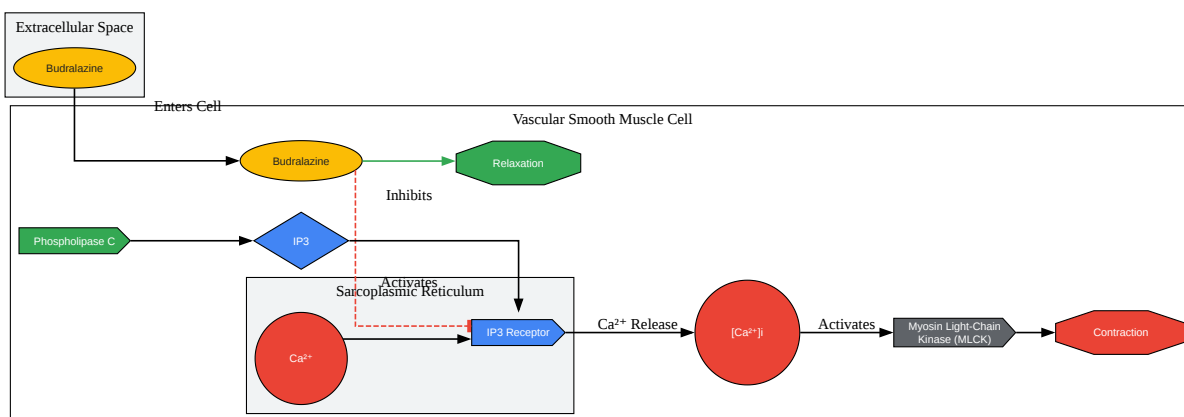 Extracellular Space
Budralazine
Enters Cell
Vascular Smooth Muscle Cell
Budralazine
Relaxation
Inhibits
Phospholipase C
IP3
Activates
Sarcoplasmic Reticulum
Ca²⁺
IP3 Receptor
Ca²⁺ Release
[Ca²⁺]i
Activates
Myosin Light-Chain
Kinase (MLCK)
Contraction